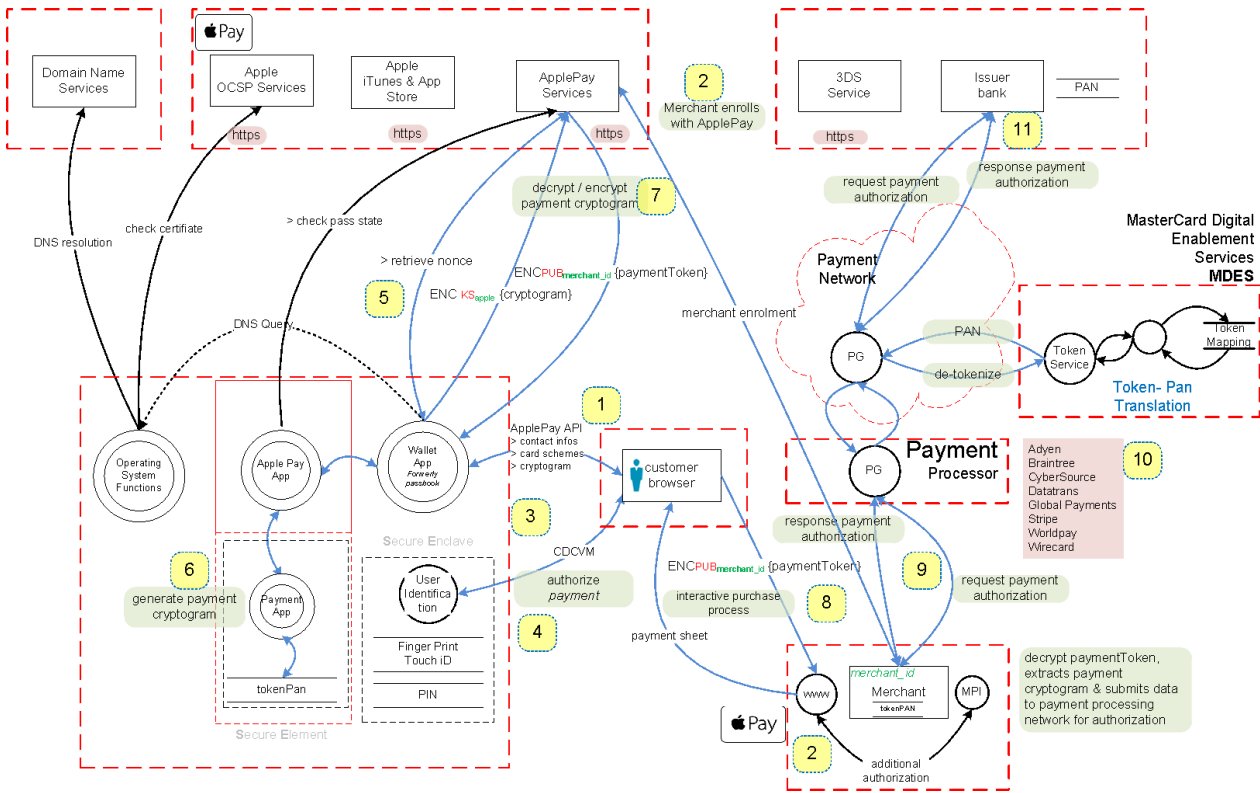 Pay
Domain Name
Services
Apple
OCSP Services
Apple
iTunes & App
Store
ApplePay
Services
https
https
https
2
Merchant enrolls
with ApplePay
3DS
Service
Issuer
bank
PAN
https
11
request payment
authorization
response payment
authorization
decrypt / encrypt
payment cryptogram
7
DNS resolution
check certifiate
> check pass state
> retrieve nonce
5
ENCPUBmerchant_id {paymentToken}
ENC KSapple {cryptogram}
merchant enrolment
DNS Query
Payment
Network
MasterCard Digital
Enablement
Services
MDES
PG
PAN
de-tokenize
Token
Service
Token
Mapping
Token- Pan
Translation
1
ApplePay API
> contact infos
> card schemes
> cryptogram
Operating
System
Functions
Apple Pay
App
Wallet
App
Formerly
passbook
customer
browser
Payment
Processor
PG
Adyen
Braintree
CyberSource
Datatrans
Global Payments
Stripe
Worldpay
Wirecard
10
3
Secure Enclave
CDCVM
authorize
payment
4
response payment
authorization
ENCPUBmerchant_id {paymentToken}
interactive purchase
process
8
9
request payment
authorization
6
generate payment
cryptogram
Payment
App
User
Identifica
tion
Finger Print
Touch iD
PIN
tokenPan
Secure Element
payment sheet
www
merchant_id
Merchant
tokenPAN
MPI
decrypt paymentToken,
extracts payment
cryptogram & submits data
to payment processing
network for authorization
Pay
2
additional
authorization